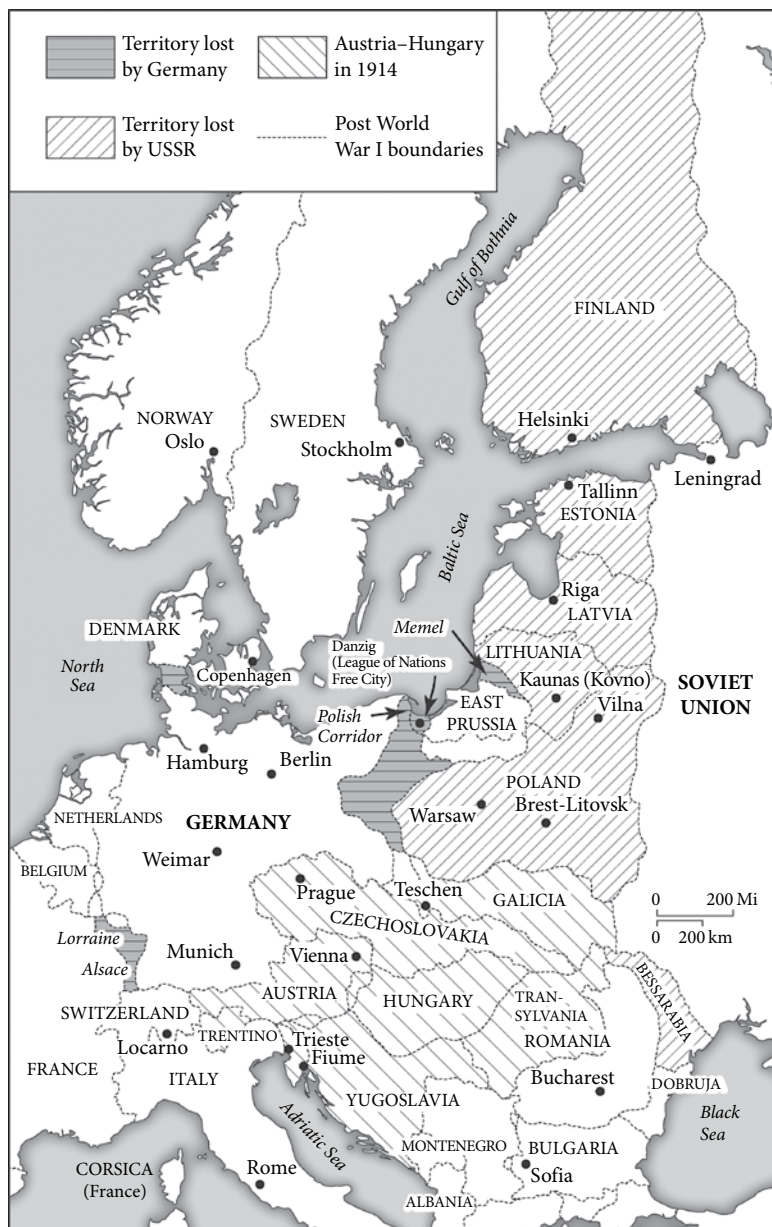 Territory lost
by Germany
Austria–Hungary
in 1914
Territory lost
by USSR
Post World
War I boundaries
Gulf of Bothnia
FINLAND
NORWAY
Oslo
SWEDEN
Stockholm
Helsinki
Leningrad
Tallinn
ESTONIA
Baltic Sea
Riga
LATVIA
DENMARK
Memel
North
Sea
Copenhagen
Danzig
(League of Nations
Free City)
LITHUANIA
Kaunas (Kovno)
Vilna
SOVIET
UNION
Polish
Corridor
EAST
PRUSSIA
Hamburg
Berlin
POLAND
Warsaw
Brest-Litovsk
NETHERLANDS
GERMANY
BELGIUM
Weimar
Prague
Teschen
GALICIA
0 200 Mi
0 200 km
CZECHOSLOVAKIA
Lorraine
Alsace
Munich
Vienna
AUSTRIA
HUNGARY
TRAN-
SYLVANIA
BESSARABIA
SWITZERLAND
Locarno
TRENTINO
Trieste
Fiume
ROMANIA
FRANCE
ITALY
YUGOSLAVIA
Bucharest
DOBRUJA
Black
Sea
Adriatic Sea
MONTENEGRO
BULGARIA
Sofia
CORSICA
(France)
Rome
ALBANIA